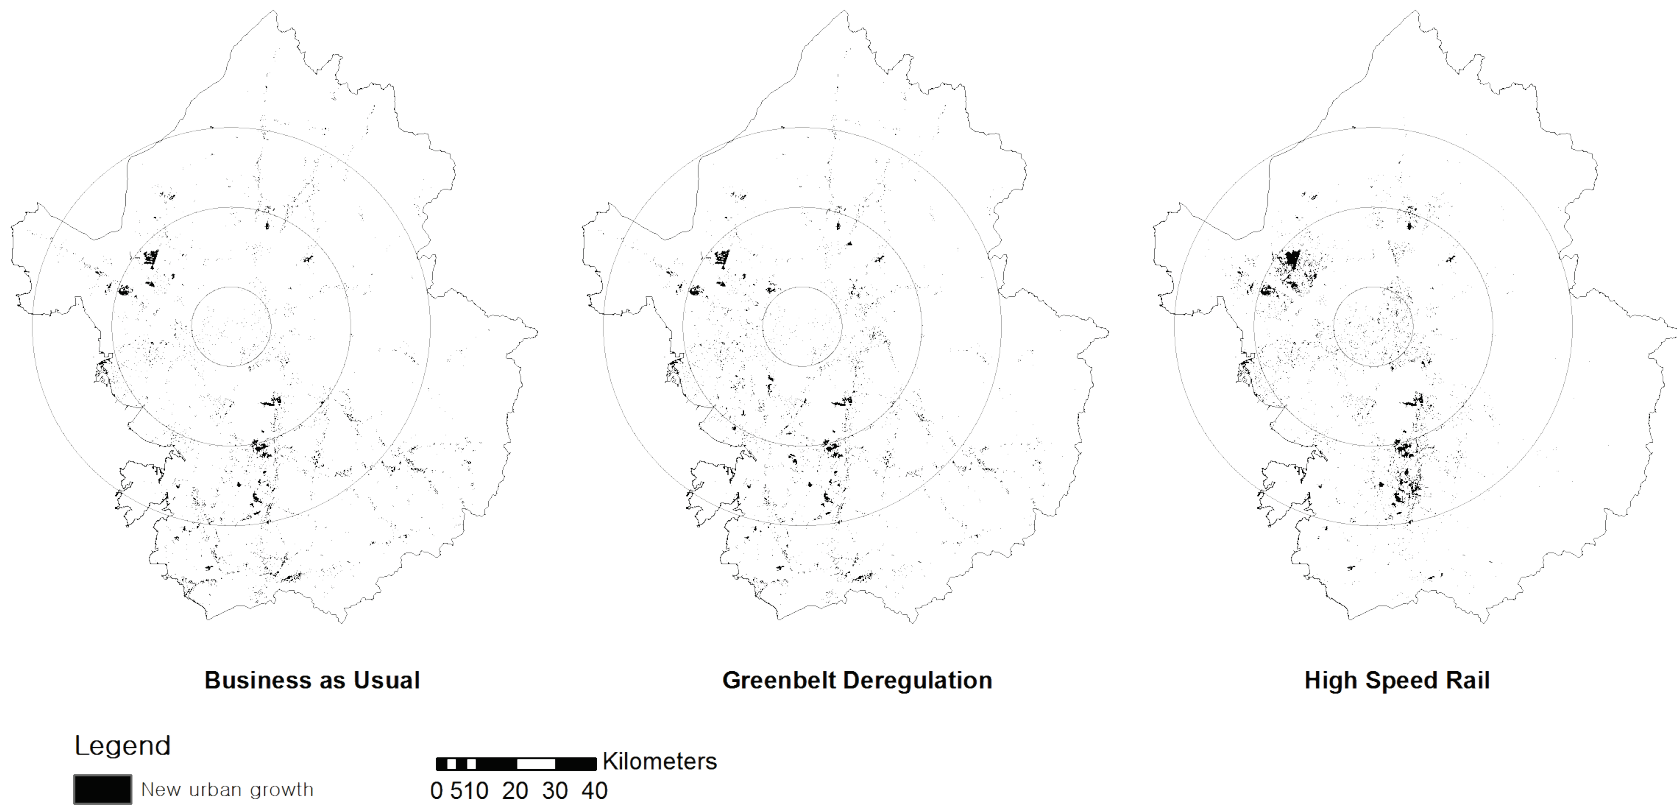 Business as Usual
Greenbelt Deregulation
High Speed Rail
Legend
New urban growth
Kilometers
0 510 20 30 40